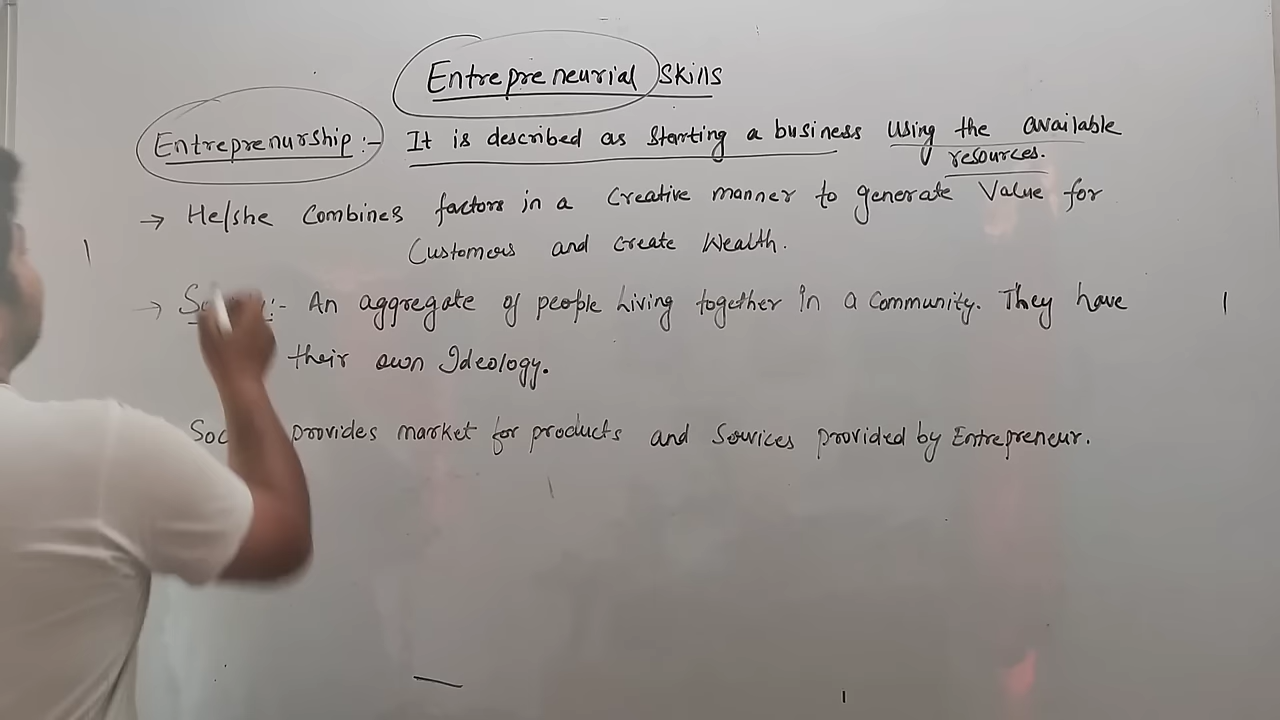 Entrepreneurial Skills
Entreprenurship :- It is described as starting a business using the available
resources.
→ He/she Combines factors in a Creative manner to generate Value for
Customers and Create Wealth.
→ :- An aggregate of people Living together in a Community. They have
their own Ideology.
provides market for products and Services provided by Entrepreneur.